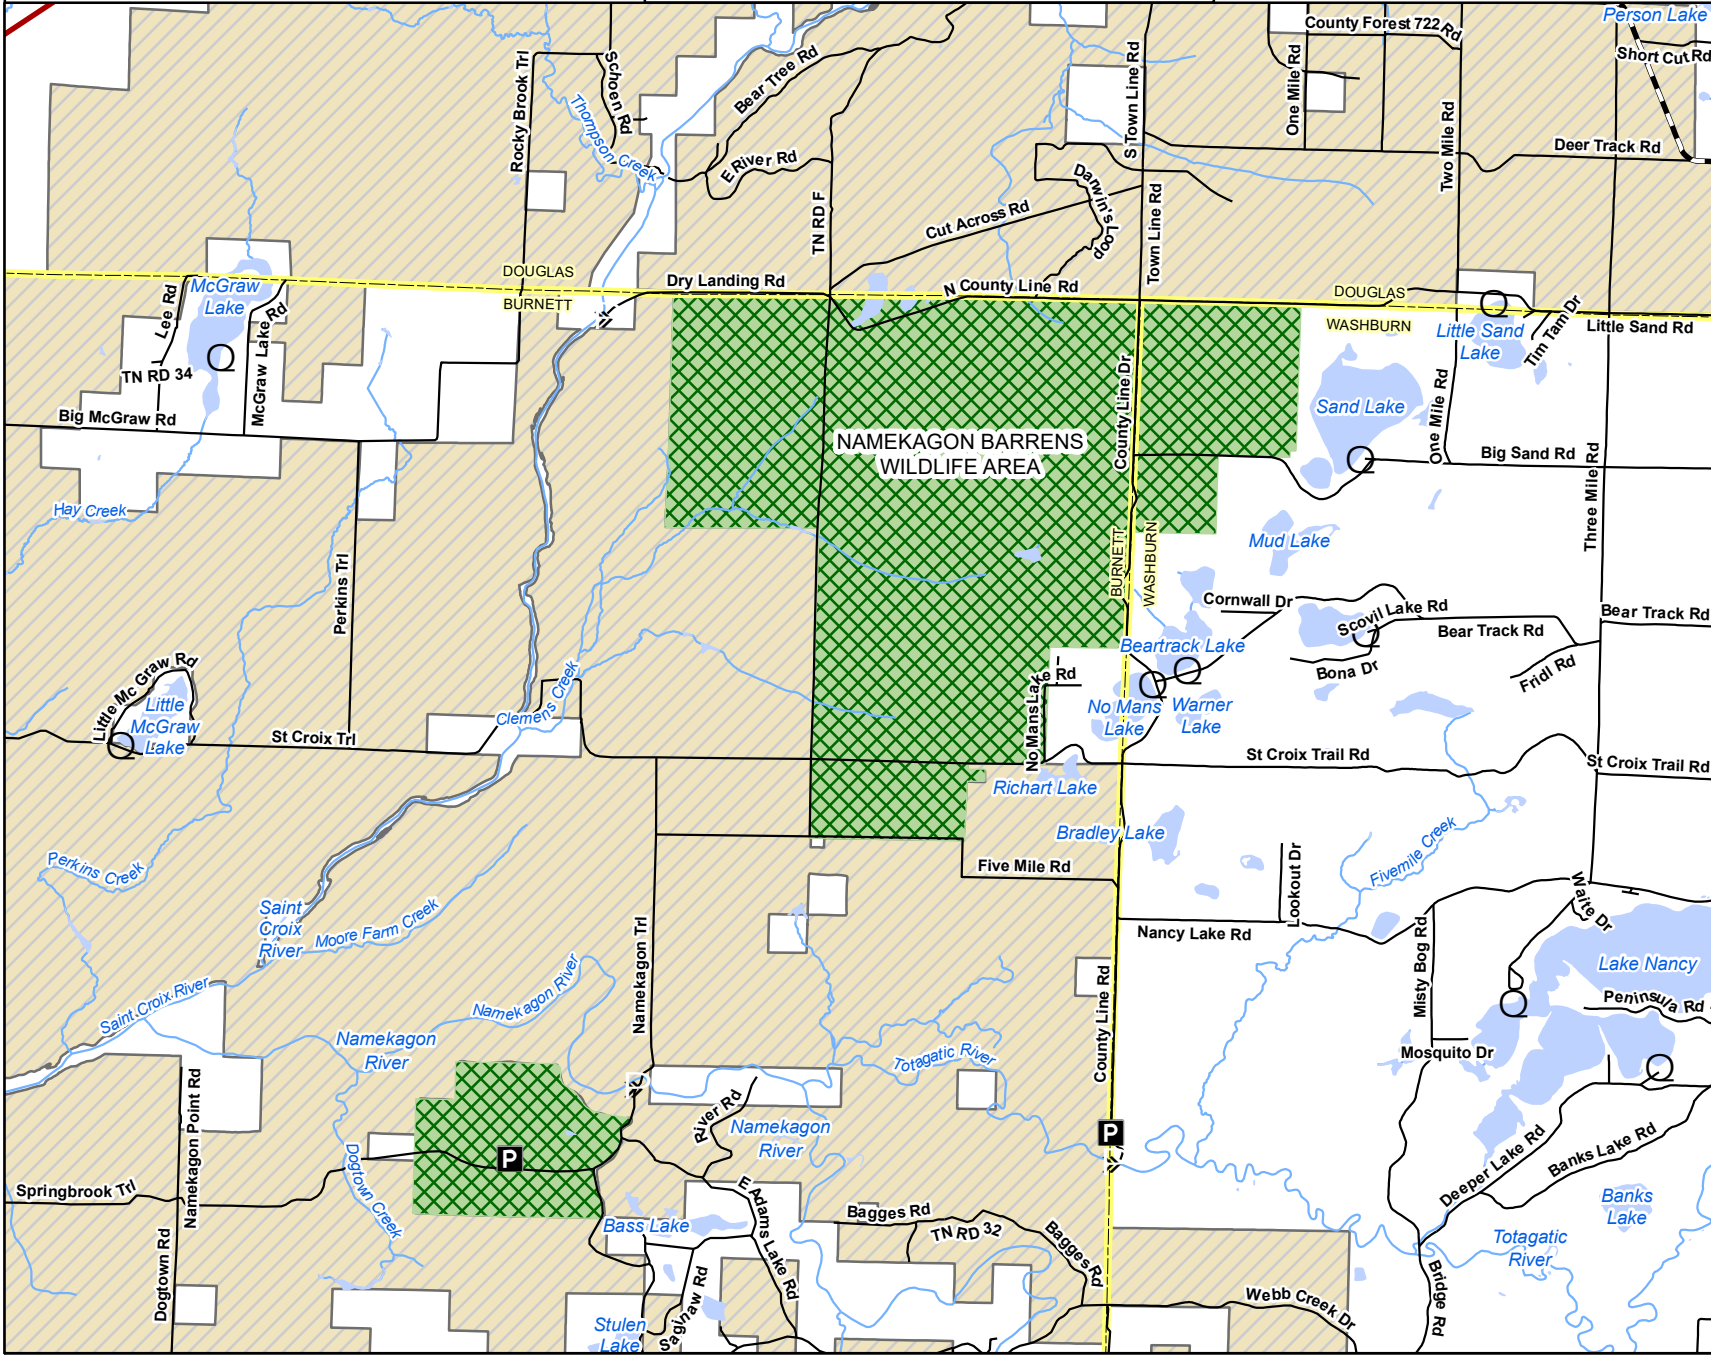 Person Lake
County Forest 722 Rd
Short Cut Rd
Schoen Rd
Rocky Brook Trl
Bear Tree Rd
S Town Line Rd
One Mile Rd
Two Mile Rd
Deer Track Rd
Thompson Creek
E River Rd
TN RD F
Darwin's Loop
Cut Across Rd
Town Line Rd
DOUGLAS
BURNETT
Dry Landing Rd
N County Line Rd
DOUGLAS
WASHBURN
McGraw
Lake
Lee Rd
McGraw Lake Rd
TN RD 34
Big McGraw Rd
Little Sand
Lake
Tim Tam Dr
Little Sand Rd
Sand Lake
One Mile Rd
County Line Dr
NAMEKAGON BARRENS
WILDLIFE AREA
Big Sand Rd
Three Mile Rd
Hay Creek
Perkins Trl
BURNETT
WASHBURN
Mud Lake
Cornwall Dr
Scovil Lake Rd
Bear Track Rd
Bear Track Rd
Beartrack Lake
Bona Dr
Fridl Rd
Little Mc Graw Rd
Little
McGraw
Lake
Clemens Creek
No Mans Lake Rd
No Mans
Lake
Warner
Lake
St Croix Trl
St Croix Trail Rd
St Croix Trail Rd
Richart Lake
Bradley Lake
Fivemile Creek
Five Mile Rd
Lookout Dr
Perkins Creek
Waite Dr
H
Saint
Croix
River
Moore Farm Creek
Nancy Lake Rd
Misty Bog Rd
Lake Nancy
Peninsula Rd
Saint Croix River
Namekagon River
Namekagon Trl
County Line Rd
Namekagon
River
Totagatic River
Mosquito Dr
Namekagon Point Rd
River Rd
Namekagon
River
P
P
Dogtown Creek
Deeper Lake Rd
Banks Lake Rd
Springbrook Trl
E Adams Lake Rd
Banks
Lake
Bass Lake
Bagges Rd
TN RD 32
Bagges Rd
Totagatic
River
Dogtown Rd
Saginaw Rd
Stulen
Lake
Webb Creek Dr
Bridge Rd